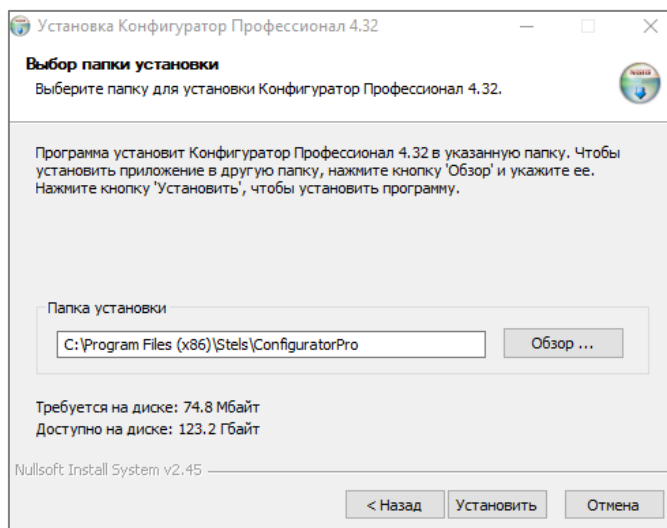 Установка Конфигуратор Профессионал 4.32
Выбор папки установки
Выберите папку для установки Конфигуратор Профессионал 4.32.
Программа установит Конфигуратор Профессионал 4.32 в указанную папку. Чтобы
установить приложение в другую папку, нажмите кнопку 'Обзор' и укажите ее.
Нажмите кнопку 'Установить', чтобы установить программу.
Папка установки
C:\Program Files (x86)\Stels\ConfiguratorPro
Обзор ...
Требуется на диске: 74.8 Мбайт
Доступно на диске: 123.2 Гбайт
Nullsoft Install System v2.45
< Назад
Установить
Отмена